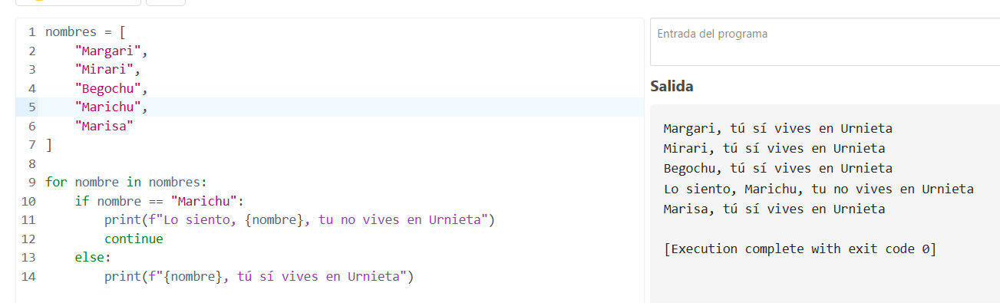 1 nombres = [
2     "Margari",
3     "Mirari",
4     "Begochu",
5     "Marichu",
6     "Marisa"
7 ]
8
9 for nombre in nombres:
10     if nombre == "Marichu":
11         print(f"Lo siento, {nombre}, tu no vives en Urnieta")
12         continue
13     else:
14         print(f"{nombre}, tú sí vives en Urnieta")
Entrada del programa
Salida
Margari, tú sí vives en Urnieta
Mirari, tú sí vives en Urnieta
Begochu, tú sí vives en Urnieta
Lo siento, Marichu, tu no vives en Urnieta
Marisa, tú sí vives en Urnieta
[Execution complete with exit code 0]